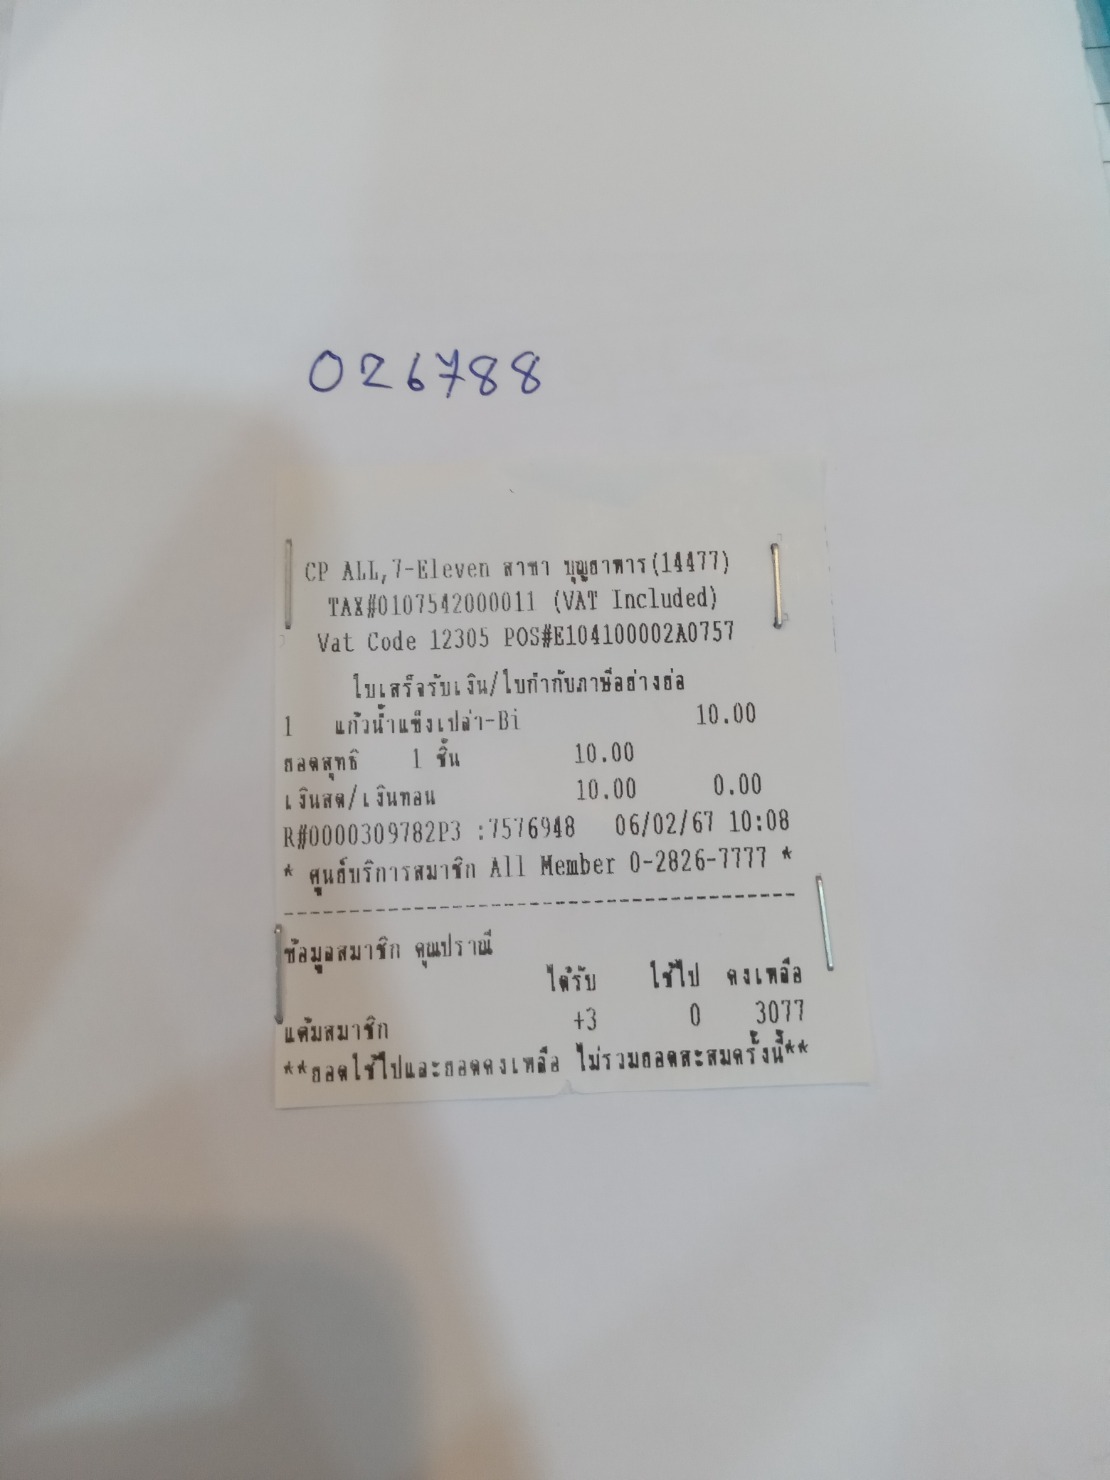 026788
CP ALL,7-Eleven สาขา บุญธาหาร(14477)
TAX#0107542000011 (VAT Included)
Vat Code 12305 POS#E104100002A0757
ใบเสร็จรับเงิน/ใบกำกับภาษีอย่างย่อ
1 แก้วน้ำแข็งเปล่า-Bi 10.00
ยอดสุทธิ 1 ชิ้น 10.00
เงินสด/เงินทอน 10.00 0.00
R#0000309782P3 :7576948 06/02/67 10:08
* ศูนย์บริการสมาชิก All Member 0-2826-7777 *
----------------------------------------
ข้อมูลสมาชิก คุณปราณี
ได้รับ ใช้ไป คงเหลือ
แต้มสมาชิก +3 0 3077
**ยอดใช้ไปและยอดคงเหลือ ไม่รวมยอดสะสมครั้งนี้**